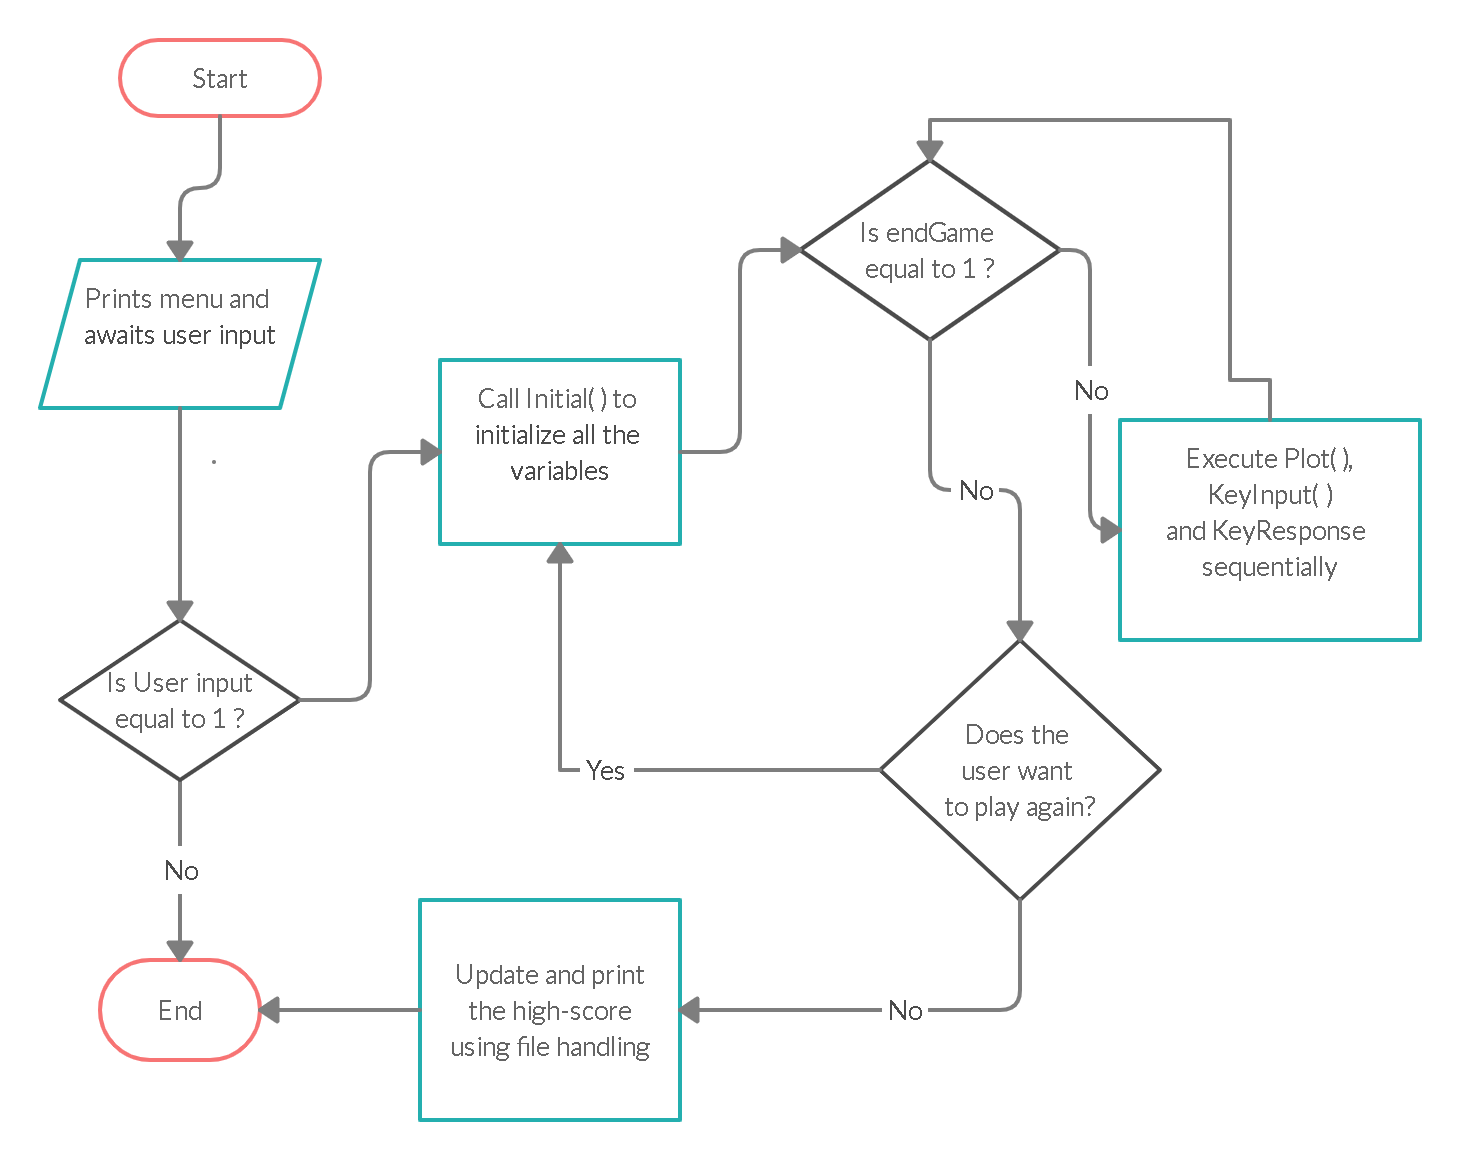 Start
Prints menu and
awaits user input
Is User input
equal to 1 ?
No
End
Call Initial( ) to
initialize all the
variables
Is endGame
equal to 1 ?
No
Execute Plot( ),
KeyInput( )
and KeyResponse
sequentially
No
Does the
user want
to play again?
Yes
No
Update and print
the high-score
using file handling